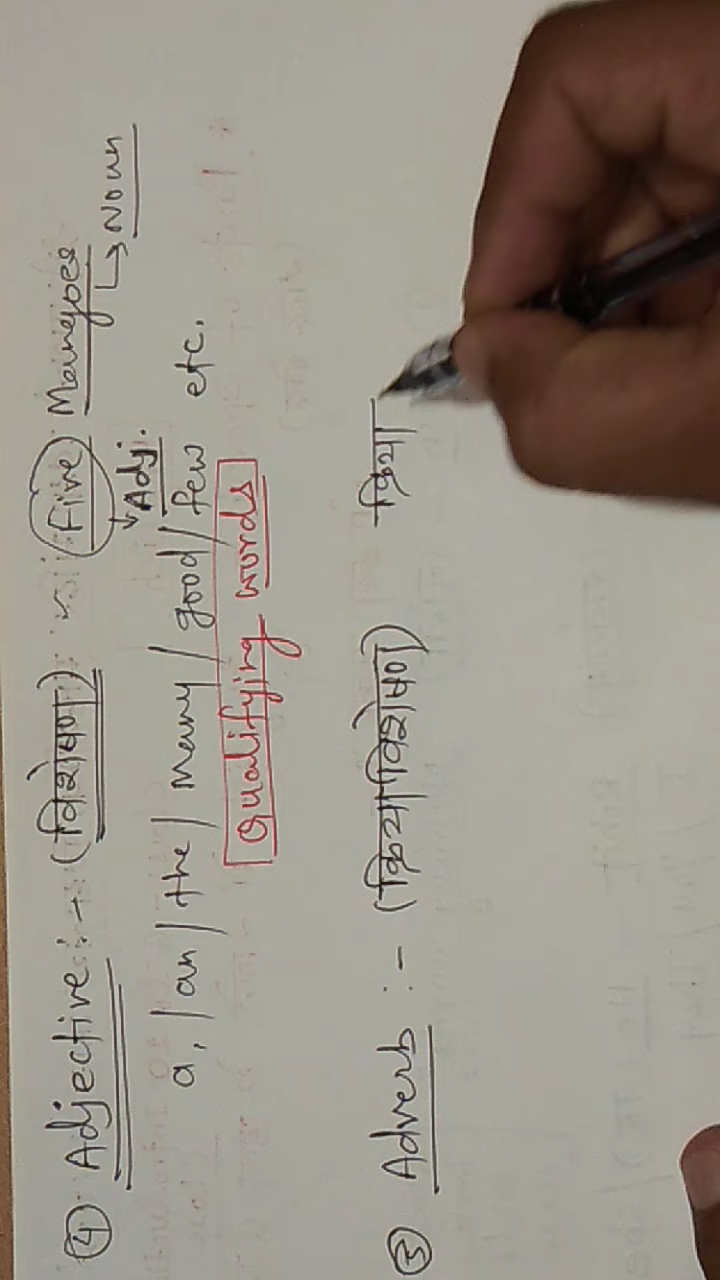 ④ Adjective :- (विशेषण) Five Mangoes
↓ Adj. ↳ Noun
a, /an/the/many/good/few etc.
Qualifying words
⑤ Adverb :- (क्रियाविशेषण) क्रिया